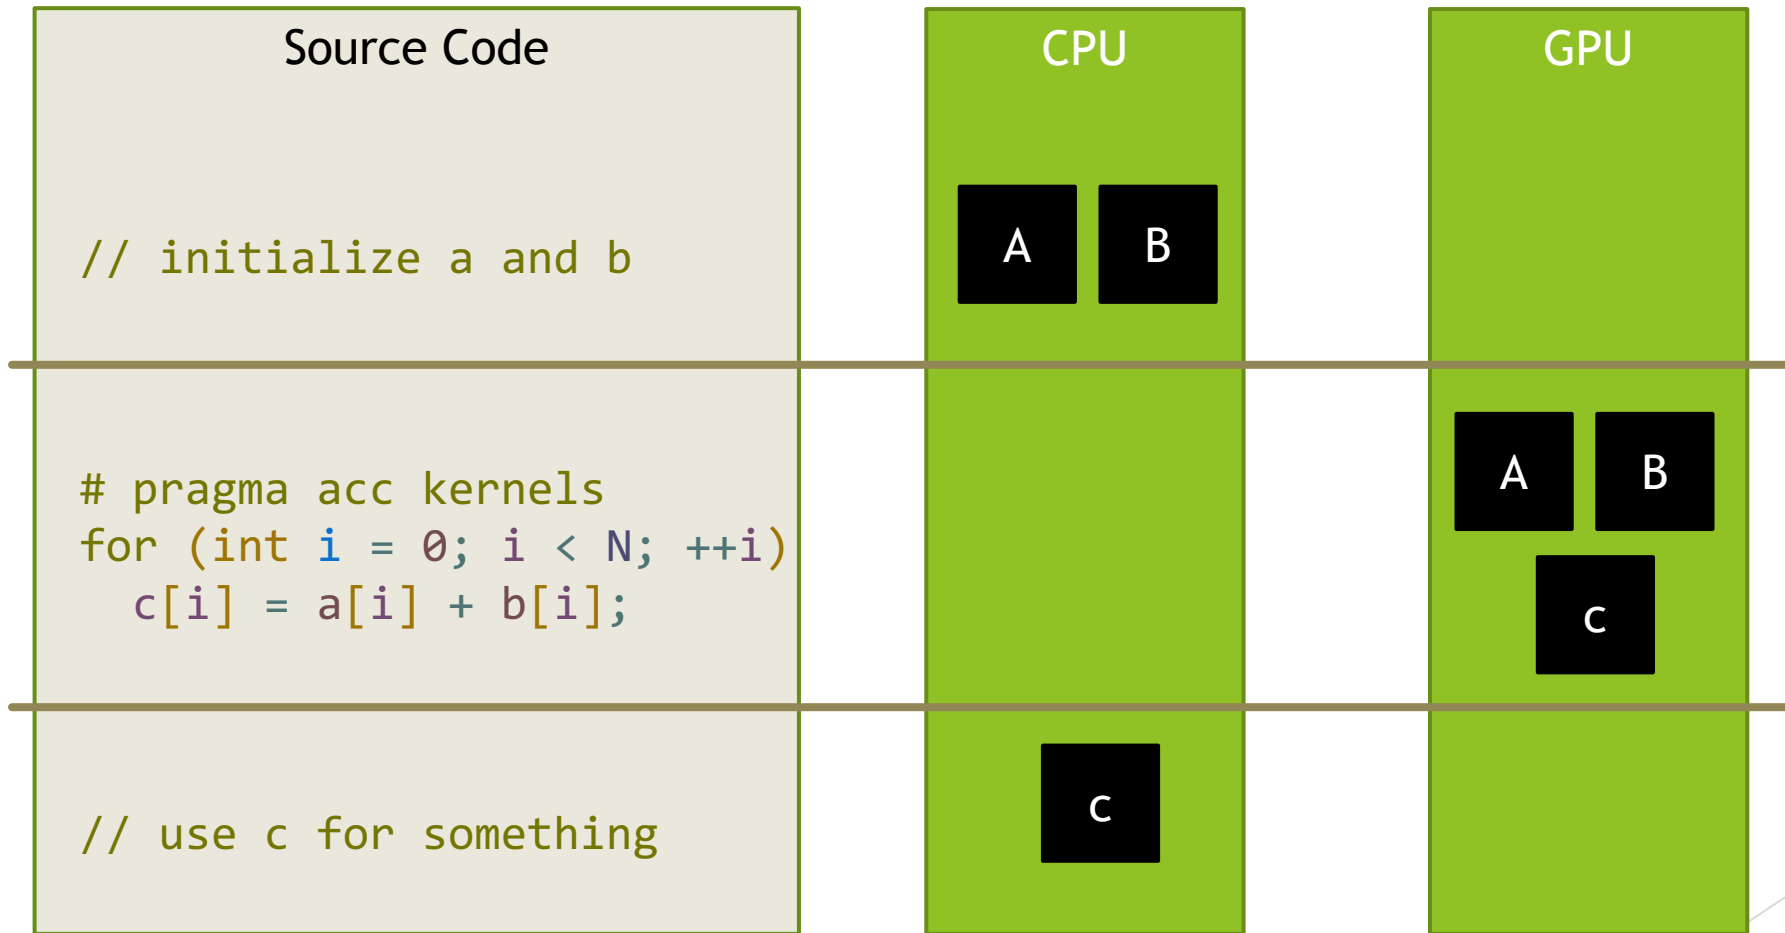 Source Code
CPU
GPU
// initialize a and b
A
B
# pragma acc kernels
for (int i = 0; i < N; ++i)
c[i] = a[i] + b[i];
A
B
c
// use c for something
c